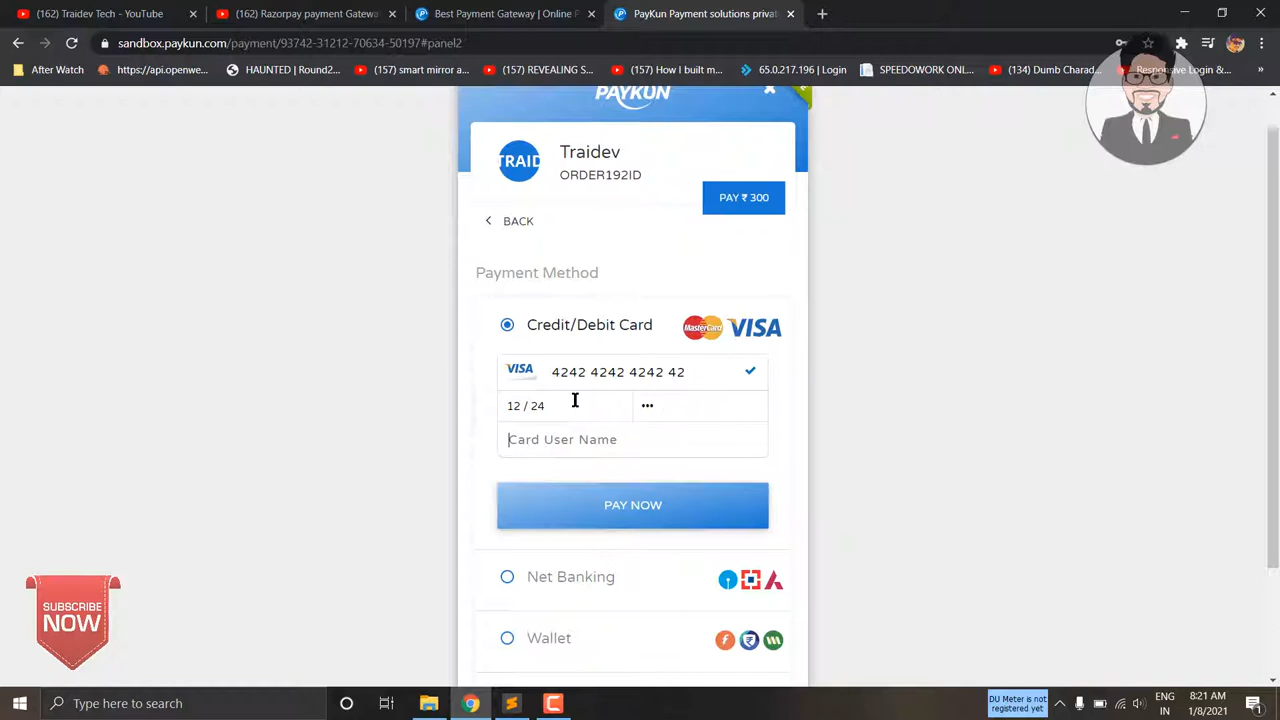 (162) Traidev Tech - YouTube
(162) Razorpay payment Gatewa
Best Payment Gateway | Online P
PayKun Payment solutions privat
sandbox.paykun.com/payment/93742-31212-70634-50197#panel2
After Watch
https://api.openwe...
HAUNTED | Round2...
(157) smart mirror a...
(157) REVEALING S...
(157) How I built m...
65.0.217.196 | Login
SPEEDOWORK ONL...
(134) Dumb Charad...
Responsive Login &...
»
PAYKUN
TRAID
Traidev
ORDER192ID
PAY ₹ 300
BACK
Payment Method
Credit/Debit Card
MasterCard
VISA
VISA
4242 4242 4242 42
12 / 24
•••
Card User Name
PAY NOW
Net Banking
Wallet
SUBSCRIBE
NOW
Type here to search
DU Meter is not
registered yet
ENG
IN
8:21 AM
1/8/2021
1